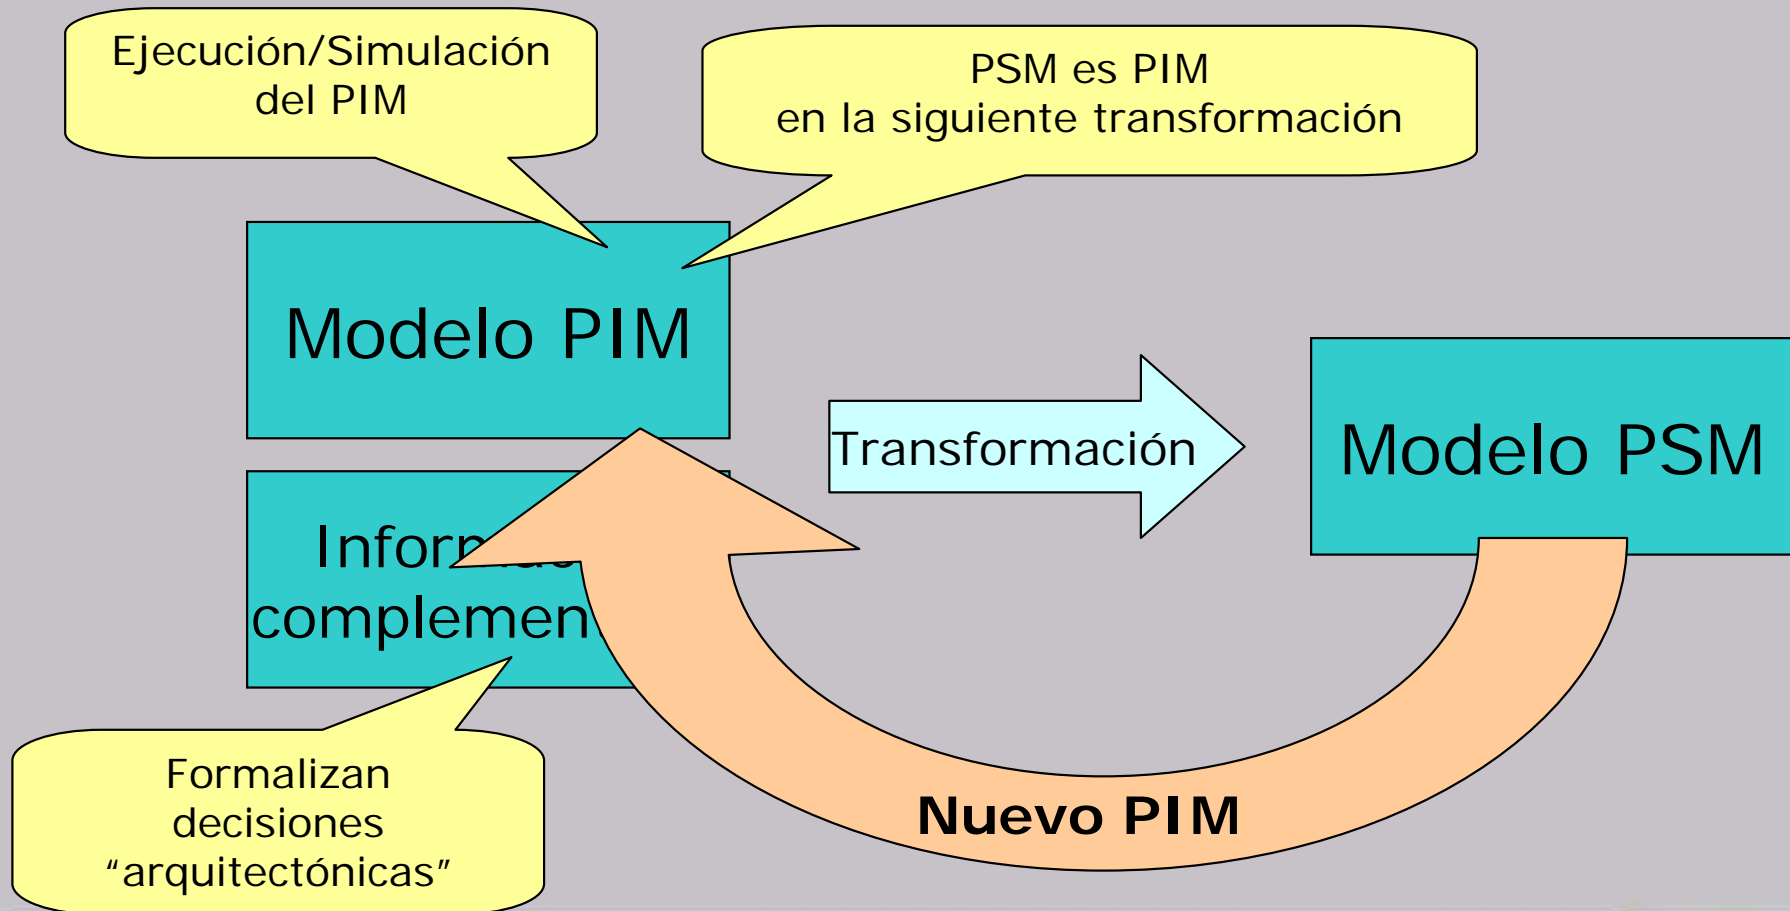 Ejecución/Simulación
del PIM
PSM es PIM
en la siguiente transformación
Modelo PIM
Transformación
Modelo PSM
Nuevo PIM
Formalizan
decisiones
“arquitectónicas”